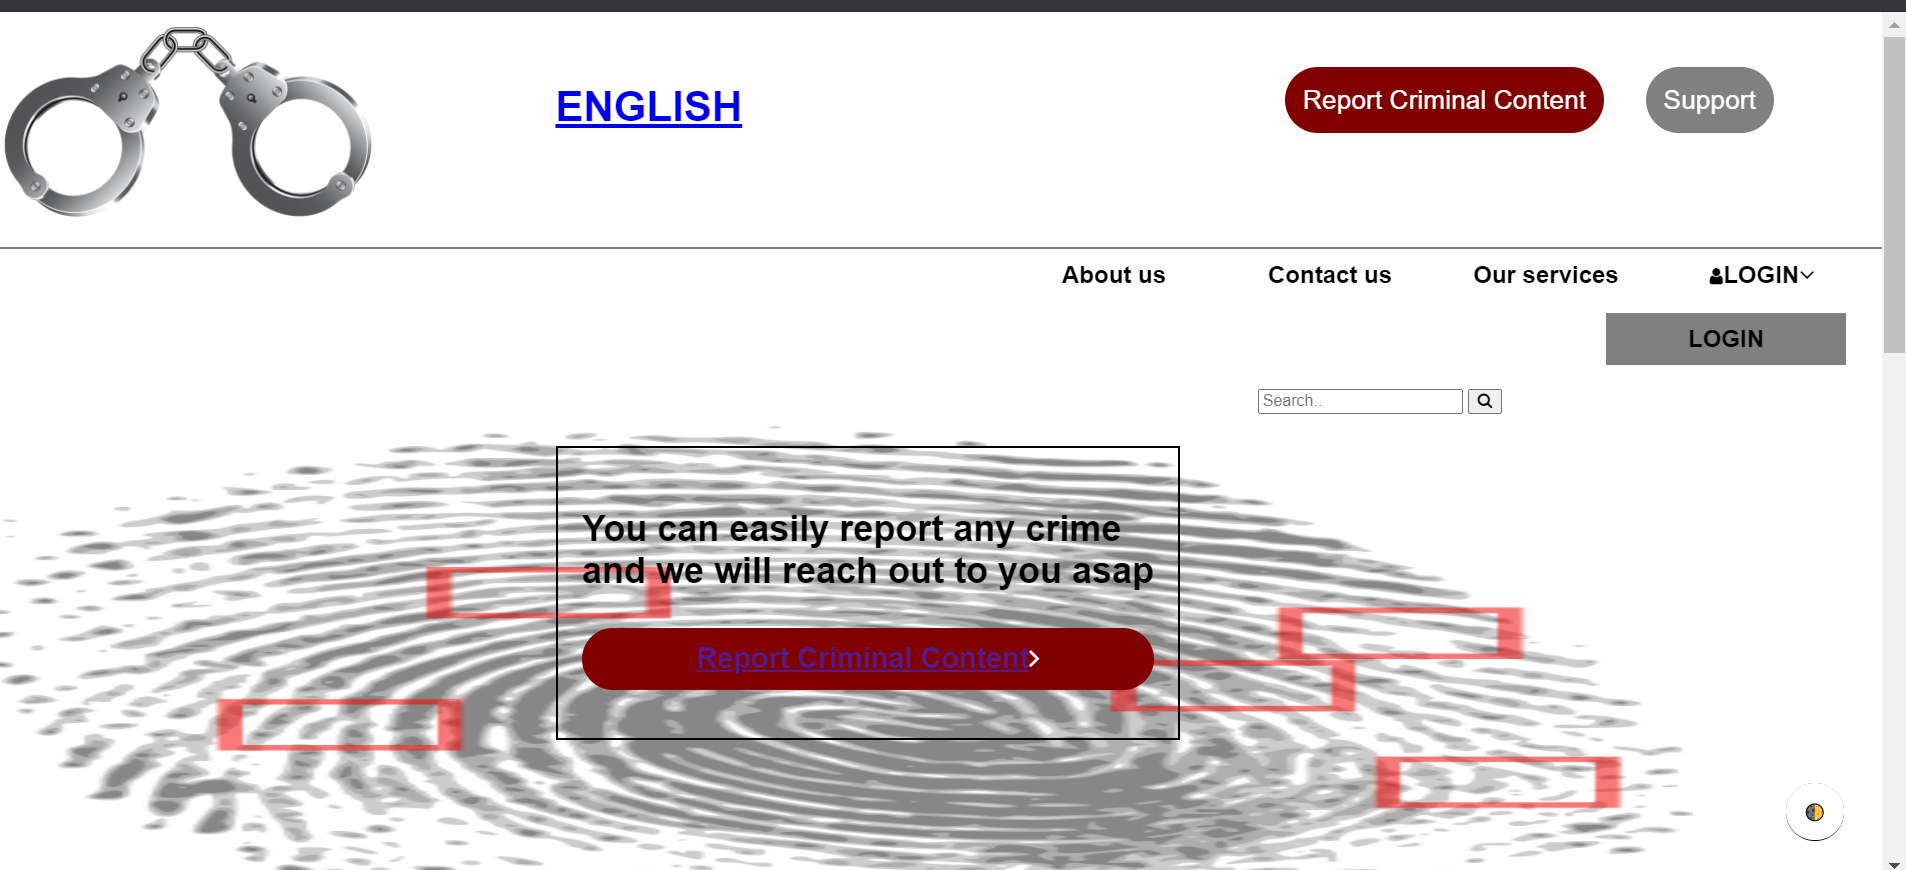 ENGLISH
Report Criminal Content
Support
About us
Contact us
Our services
LOGIN
LOGIN
Search..
You can easily report any crime
and we will reach out to you asap
Report Criminal Content